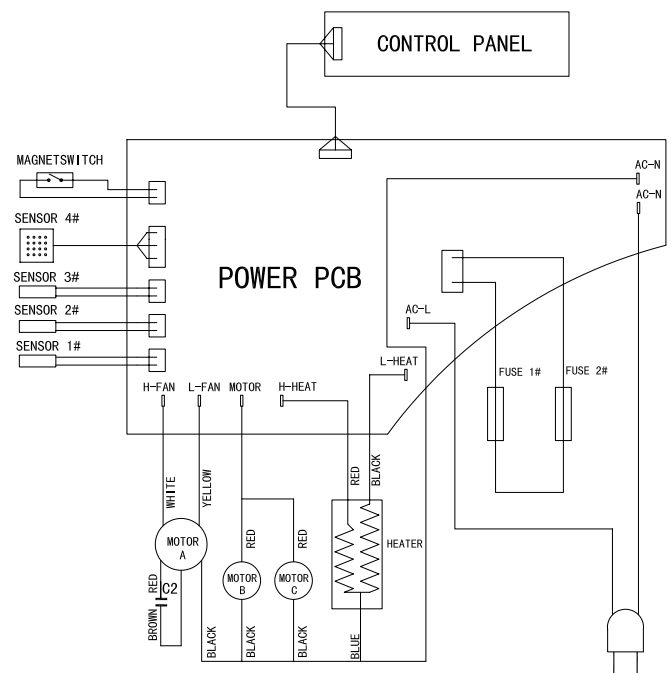 CONTROL PANEL
MAGNETSWITCH
AC-N
AC-N
SENSOR 4#
SENSOR 3#
SENSOR 2#
SENSOR 1#
POWER PCB
AC-L
L-HEAT
FUSE 1#
FUSE 2#
H-FAN
L-FAN
MOTOR
H-HEAT
WHITE
YELLOW
RED
BLACK
MOTOR
A
RED
RED
HEATER
RED
C2
MOTOR
B
MOTOR
C
BROWN
BLACK
BLACK
BLACK
BLUE